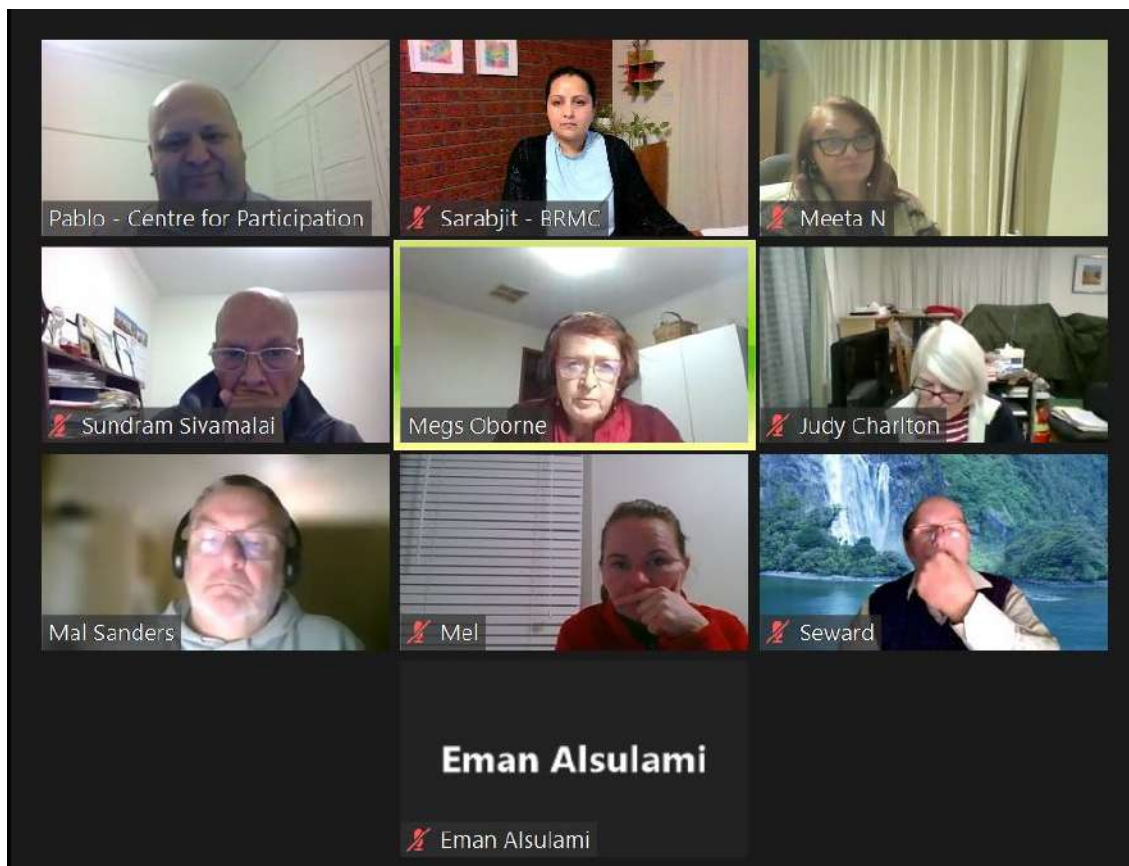 Pablo - Centre for Participation
Sarabjit - BRMC
Meeta N
Sundram Sivamalai
Megs Oborne
Judy Charlton
Mal Sanders
Mel
Seward
Eman Alsulami
Eman Alsulami